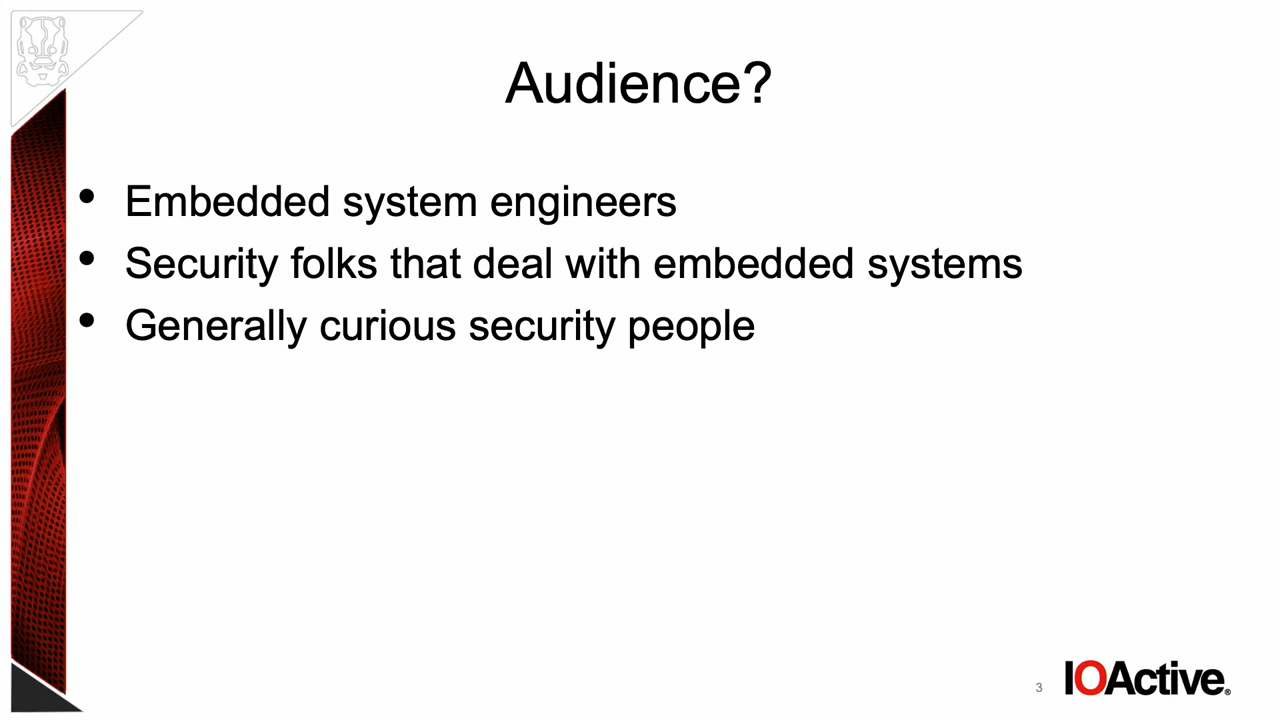 Audience?
• Embedded system engineers
• Security folks that deal with embedded systems
• Generally curious security people
3
IOActive®